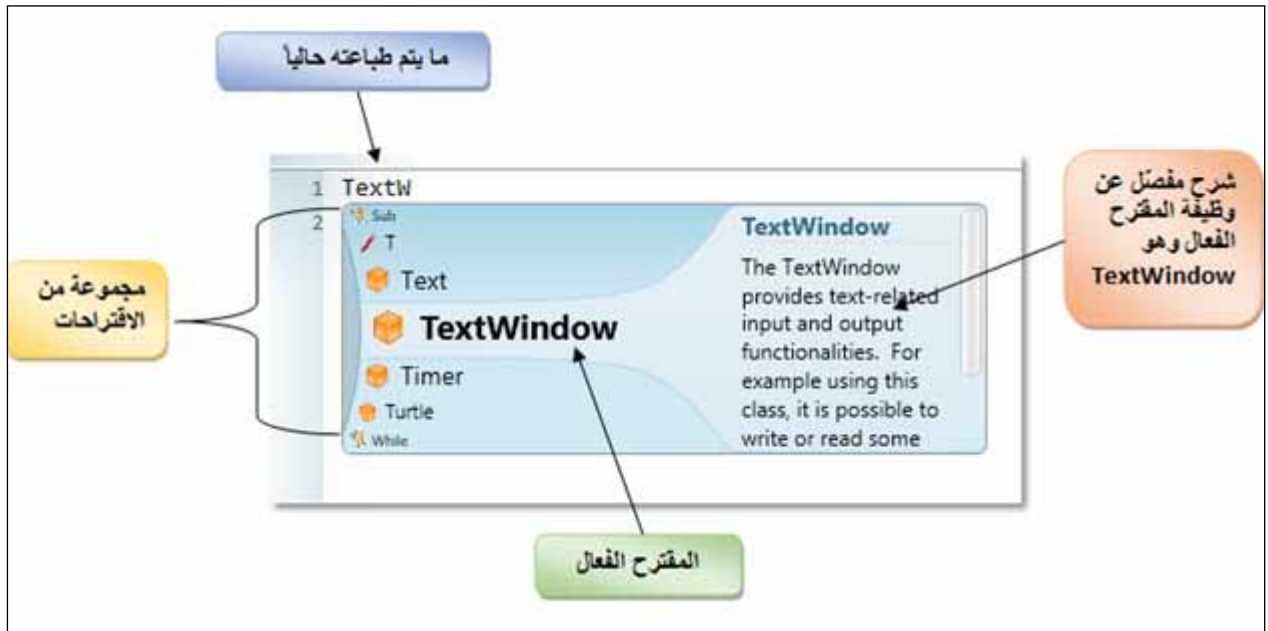 ما يتم طباعته حالياً
1 TextW
2
Sub
T
Text
TextWindow
Timer
Turtle
While
TextWindow
The TextWindow
provides text-related
input and output
functionalities. For
example using this
class, it is possible to
write or read some
شرح مفصّل عن
وظيفة المقترح
الفعال وهو
TextWindow
مجموعة من
الاقتراحات
المقترح الفعال